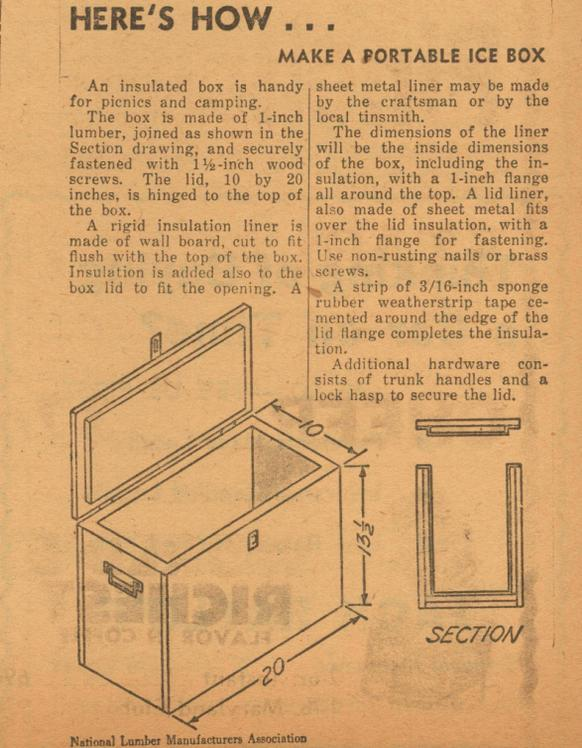 HERE'S HOW . . .
MAKE A PORTABLE ICE BOX
An insulated box is handy
for picnics and camping.
The box is made of 1-inch
lumber, joined as shown in the
Section drawing, and securely
fastened with 1½-inch wood
screws. The lid, 10 by 20
inches, is hinged to the top of
the box.
A rigid insulation liner is
made of wall board, cut to fit
flush with the top of the box.
Insulation is added also to the
box lid to fit the opening. A
sheet metal liner may be made
by the craftsman or by the
local tinsmith.
The dimensions of the liner
will be the inside dimensions
of the box, including the in-
sulation, with a 1-inch flange
all around the top. A lid liner,
also made of sheet metal fits
over the lid insulation, with a
1-inch flange for fastening.
Use non-rusting nails or brass
screws.
A strip of 3/16-inch sponge
rubber weatherstrip tape ce-
mented around the edge of the
lid flange completes the insula-
tion.
Additional hardware con-
sists of trunk handles and a
lock hasp to secure the lid.
10
13½
20
SECTION
National Lumber Manufacturers Association
RICHES
FLAVOR IN COFFEE